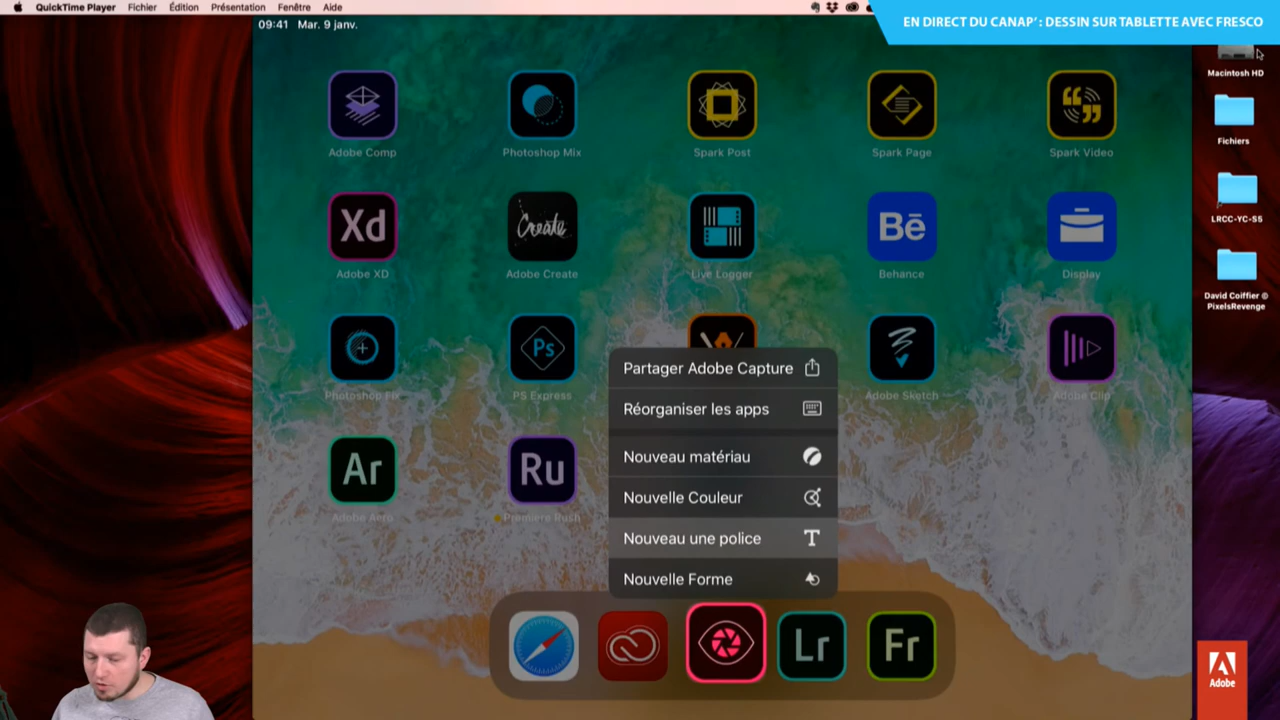 QuickTime Player Fichier Édition Présentation Fenêtre Aide
EN DIRECT DU CANAP' : DESSIN SUR TABLETTE AVEC FRESCO
09:41 Mar. 9 janv.
Macintosh HD
Fichiers
LRCC-YC-S5
David Coiffier ©
PixelsRevenge
Adobe Comp
Photoshop Mix
Spark Post
Spark Page
Spark Video
Xd
Create
Bē
Adobe XD
Adobe Create
Live Logger
Behance
Display
Ps
Photoshop Fix
PS Express
Adobe Sketch
Adobe Clip
Ar
Ru
Adobe Aero
Premiere Rush
Partager Adobe Capture
Réorganiser les apps
Nouveau matériau
Nouvelle Couleur
Nouveau une police
T
Nouvelle Forme
Lr
Fr
Adobe